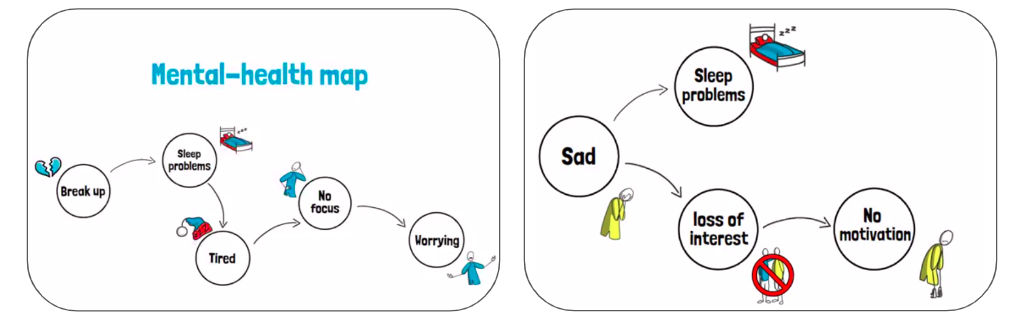 Mental-health map
Break up
Sleep
problems
Tired
No
focus
Worrying
zzz
Sad
Sleep
problems
zzz
loss of
interest
No
motivation